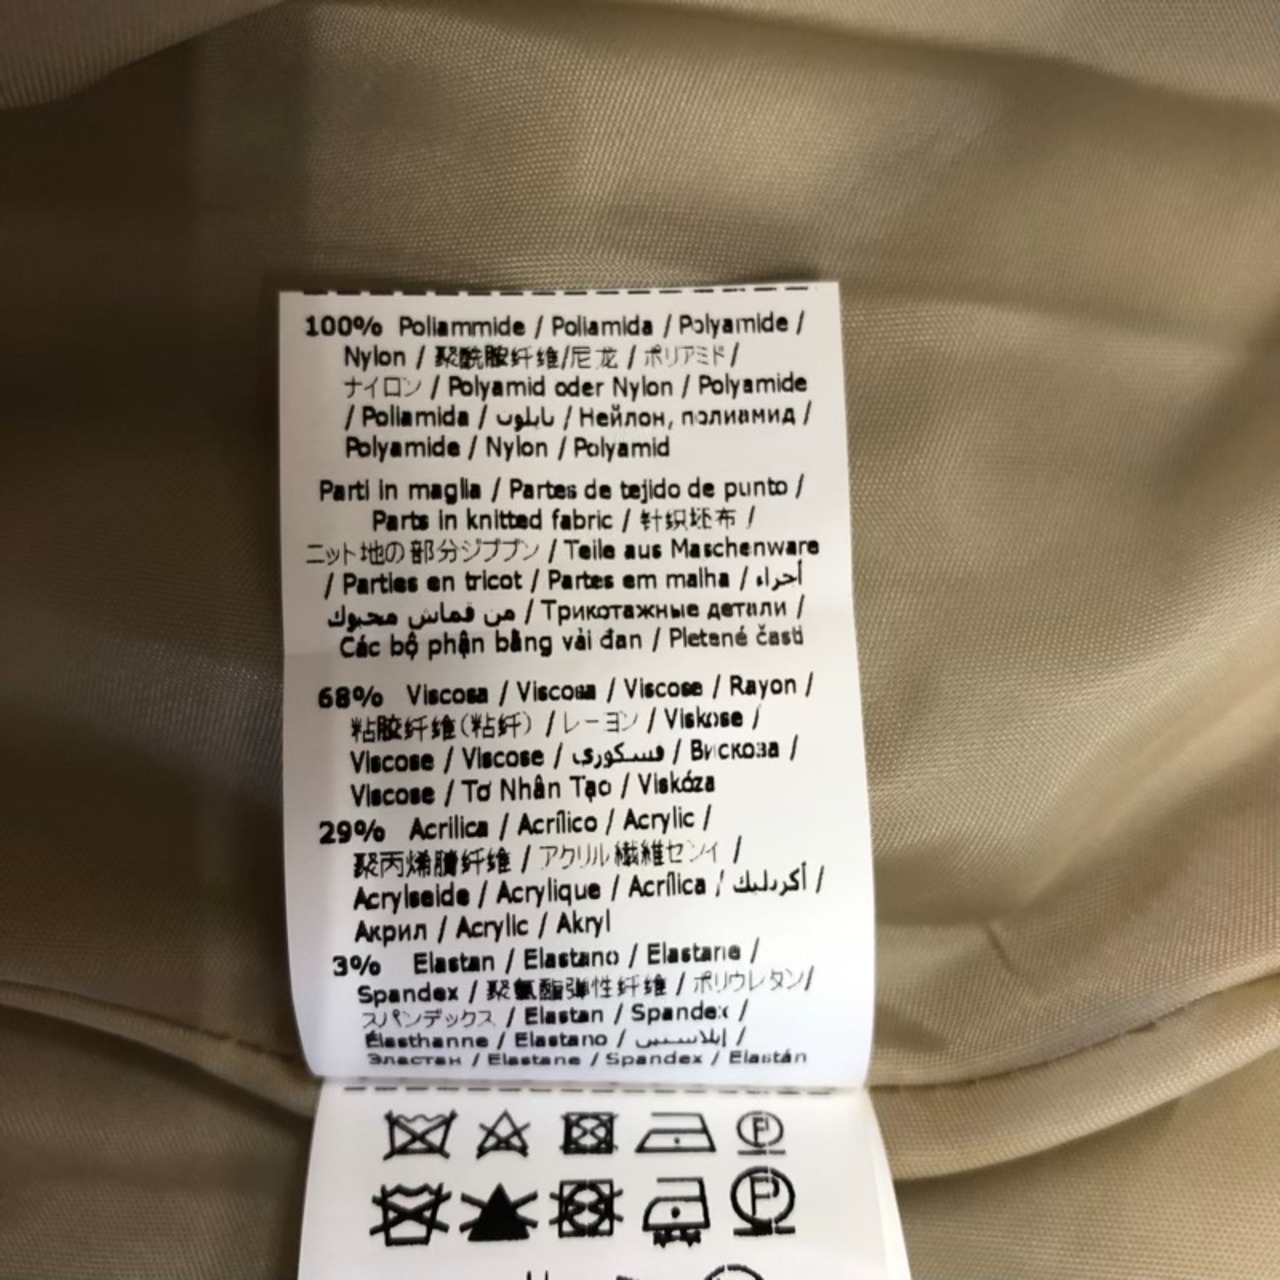 100% Poliammide / Poliamida / Polyamide /
Nylon / 聚酰胺纤维/尼龙 / ポリアミド/
ナイロン / Polyamid oder Nylon / Polyamide
/ Poliamida / نايلون / Нейлон, полиамид /
Polyamide / Nylon / Polyamid
Parti in maglia / Partes de tejido de punto /
Parts in knitted fabric / 针织坯布 /
ニット地の部分 / Teile aus Maschenware
/ Parties en tricot / Partes em malha / أجزاء
من قماش محبوك / Трикотажные детали /
Các bộ phận bằng vải đan / Pletené časti
68% Viscosa / Viscosa / Viscose / Rayon /
粘胶纤维(粘纤) / レーヨン / Viskose /
Viscose / Viscose / فسكوزي / Вискоза /
Viscose / Tơ Nhân Tạo / Viskóza
29% Acrilica / Acrílico / Acrylic /
聚丙烯腈纤维 / アクリル繊維センイ /
Acrylseide / Acrylique / Acrílica / أكريليك /
Акрил / Acrylic / Akryl
3% Elastan / Elastano / Elastane /
Spandex / 聚氨酯弹性纤维 / ポリウレタン/
スパンデックス / Elastan / Spandex /
Élasthanne / Elastano / إيلاستين /
Эластан / Elastane / Spandex / Elastán
P
P